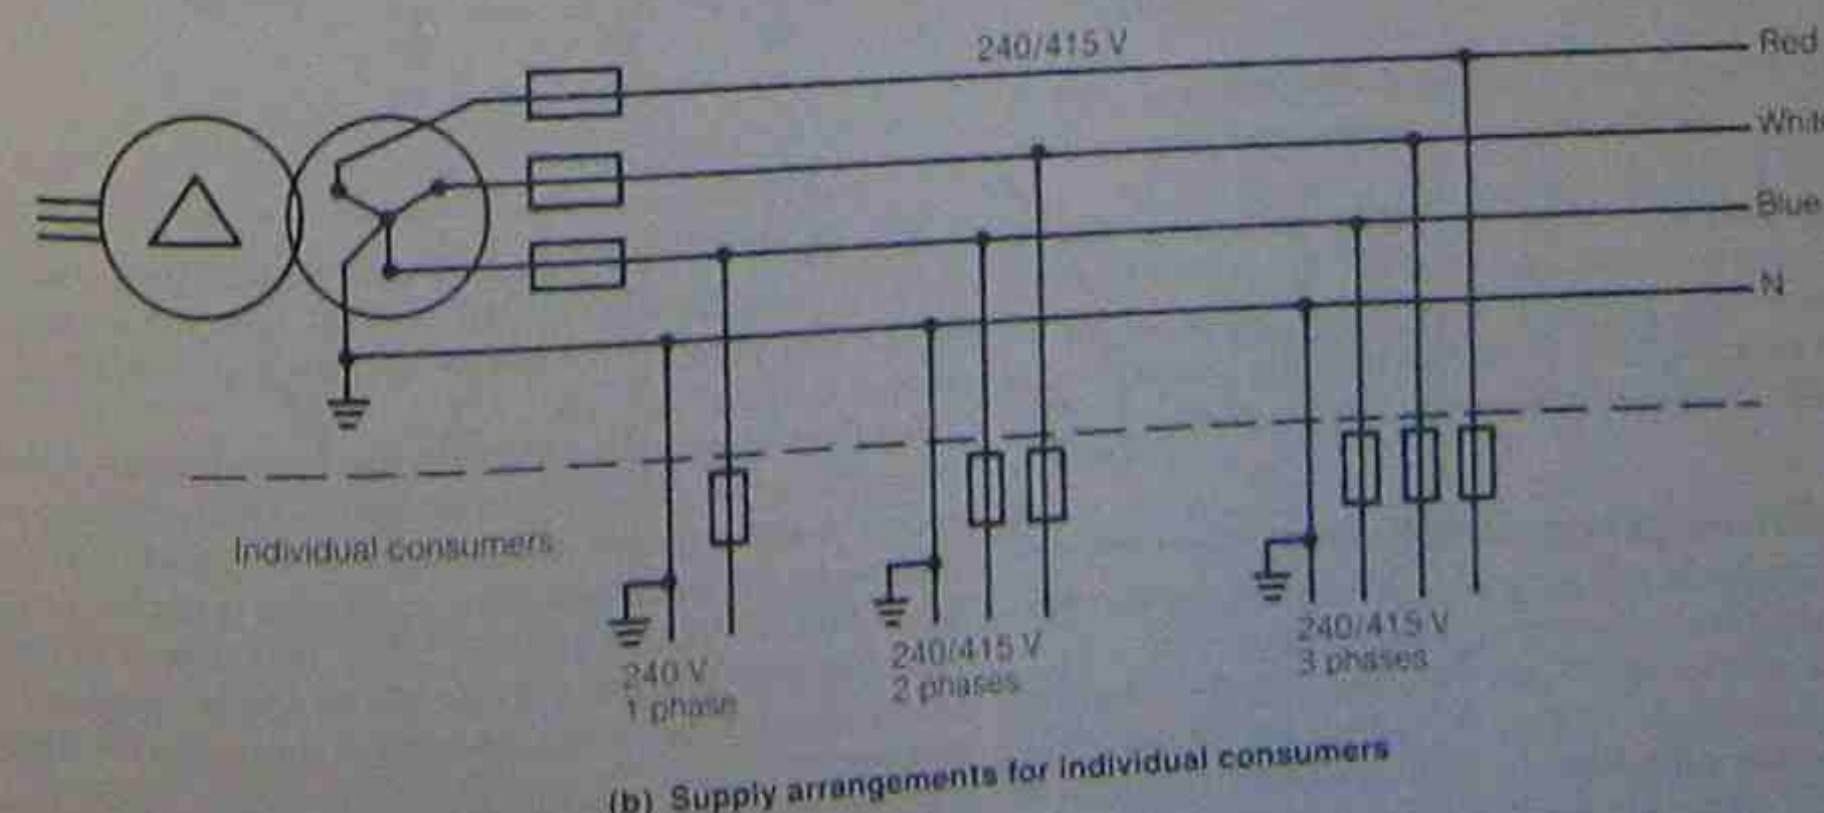 240/415 V
Red
White
Blue
N
Individual consumers
240 V
1 phase
240/415 V
2 phases
240/415 V
3 phases
(b) Supply arrangements for individual consumers